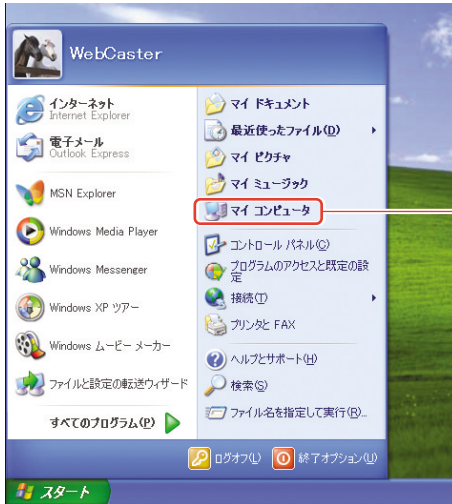 WebCaster
インターネット
Internet Explorer
電子メール
Outlook Express
MSN Explorer
Windows Media Player
Windows Messenger
Windows XP ツアー
Windows ムービー メーカー
ファイルと設定の転送ウィザード
すべてのプログラム(P)
マイ ドキュメント
最近使ったファイル(D)
マイ ピクチャ
マイ ミュージック
マイ コンピュータ
コントロール パネル(C)
プログラムのアクセスと既定の設
定
接続(T)
プリンタと FAX
ヘルプとサポート(H)
検索(S)
ファイル名を指定して実行(R)...
ログオフ(L)
終了オプション(U)
スタート